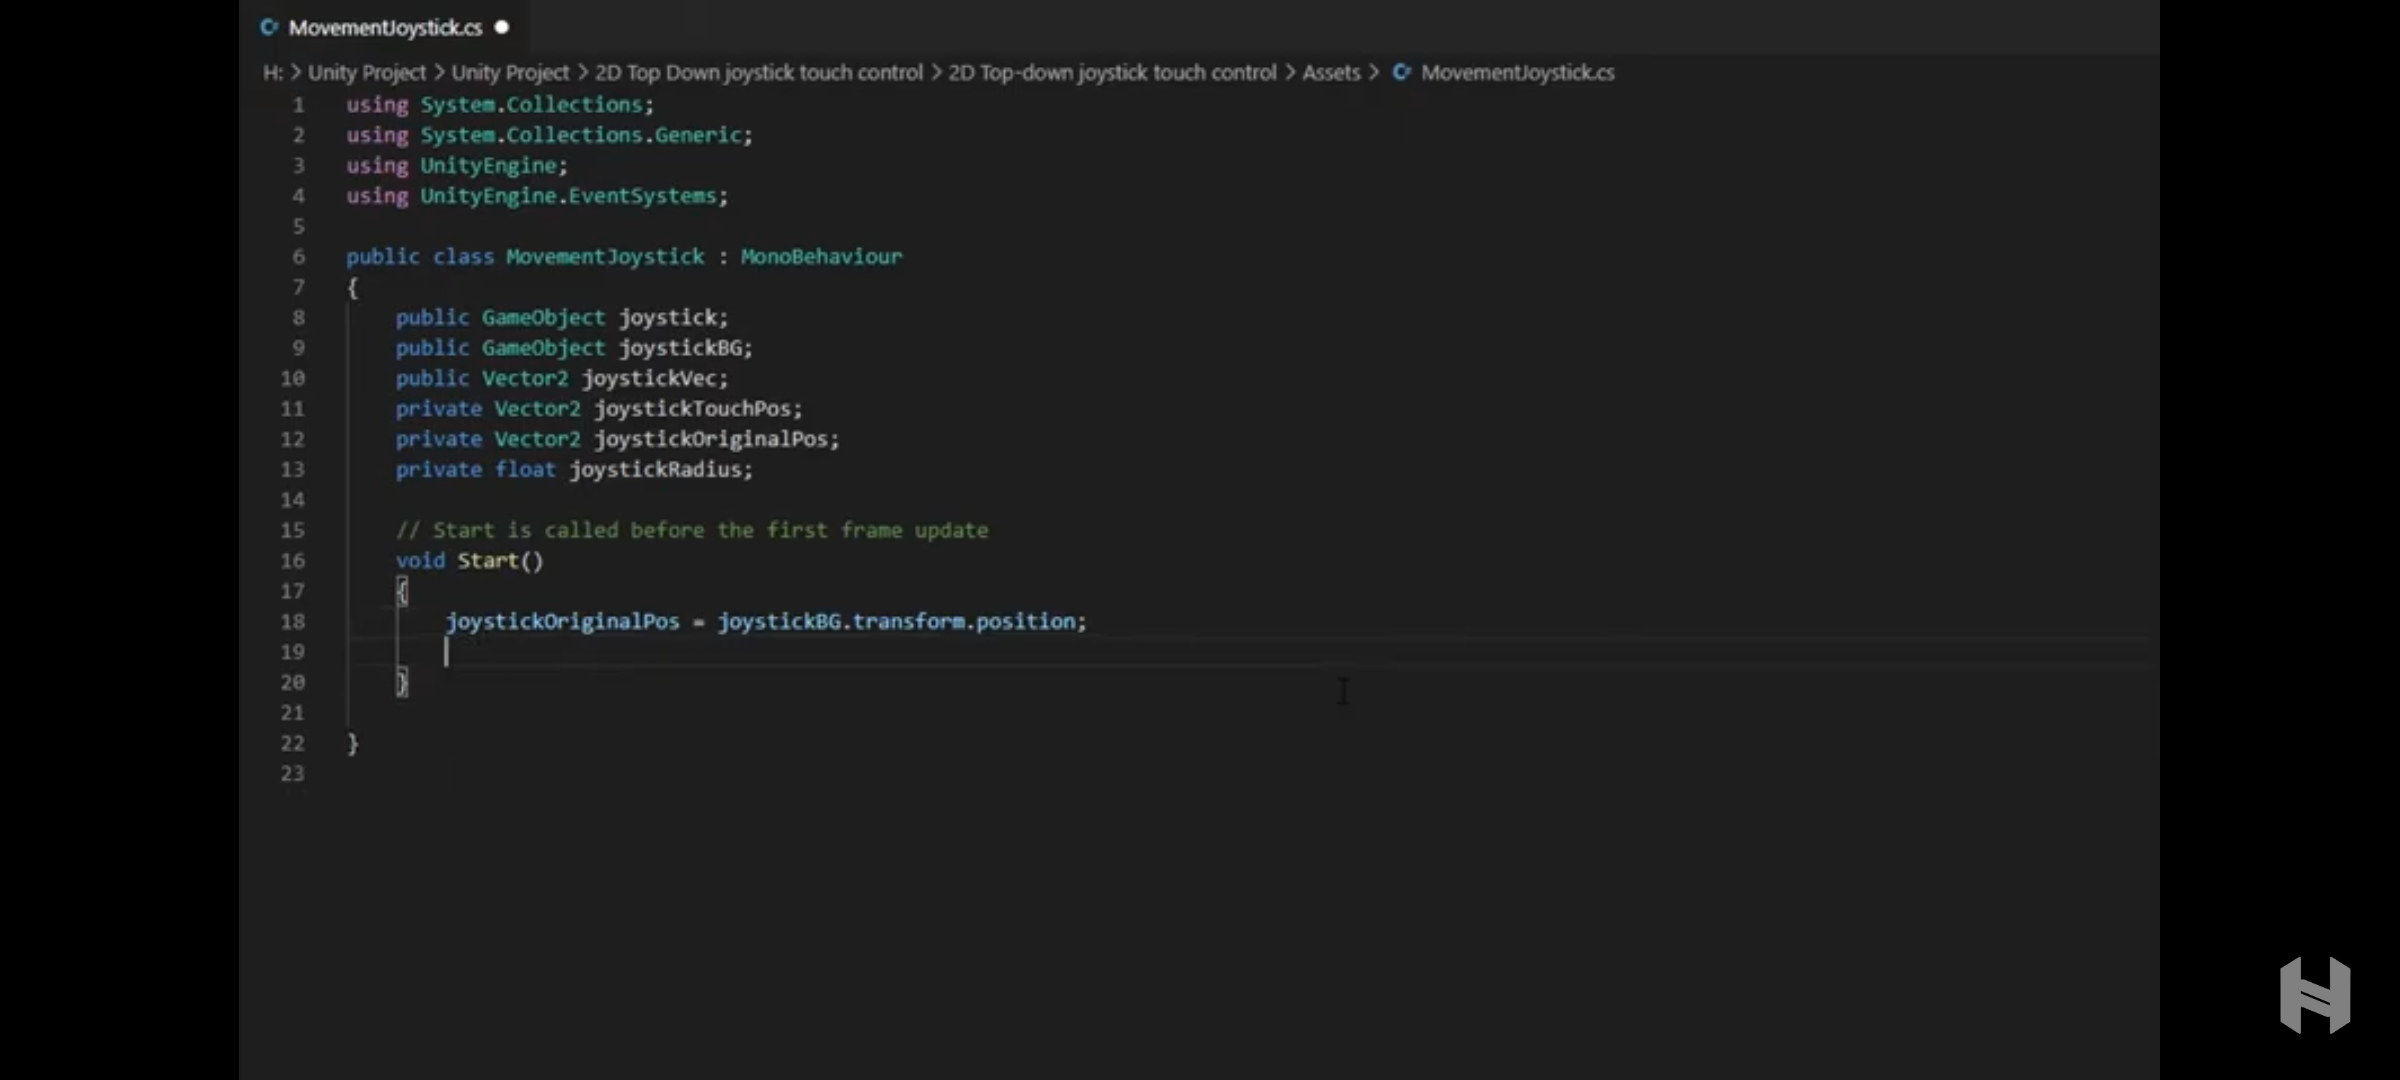 MovementJoystick.cs
H: > Unity Project > Unity Project > 2D Top Down joystick touch control > 2D Top-down joystick touch control > Assets > MovementJoystick.cs
1 using System.Collections;
2 using System.Collections.Generic;
3 using UnityEngine;
4 using UnityEngine.EventSystems;
5
6 public class MovementJoystick : MonoBehaviour
7 {
8 public GameObject joystick;
9 public GameObject joystickBG;
10 public Vector2 joystickVec;
11 private Vector2 joystickTouchPos;
12 private Vector2 joystickOriginalPos;
13 private float joystickRadius;
14
15 // Start is called before the first frame update
16 void Start()
17 {
18 joystickOriginalPos = joystickBG.transform.position;
19
20 }
21
22 }
23